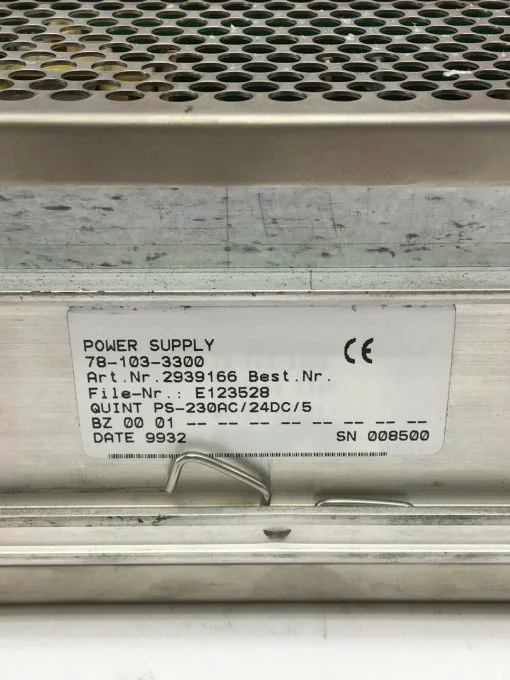 POWER SUPPLY
78-103-3300
CE
Art.Nr.2939166 Best.Nr.
File-Nr.: E123528
QUINT PS-230AC/24DC/5
BZ 00 01 -- -- -- -- -- -- -- --
DATE 9932 SN 008500